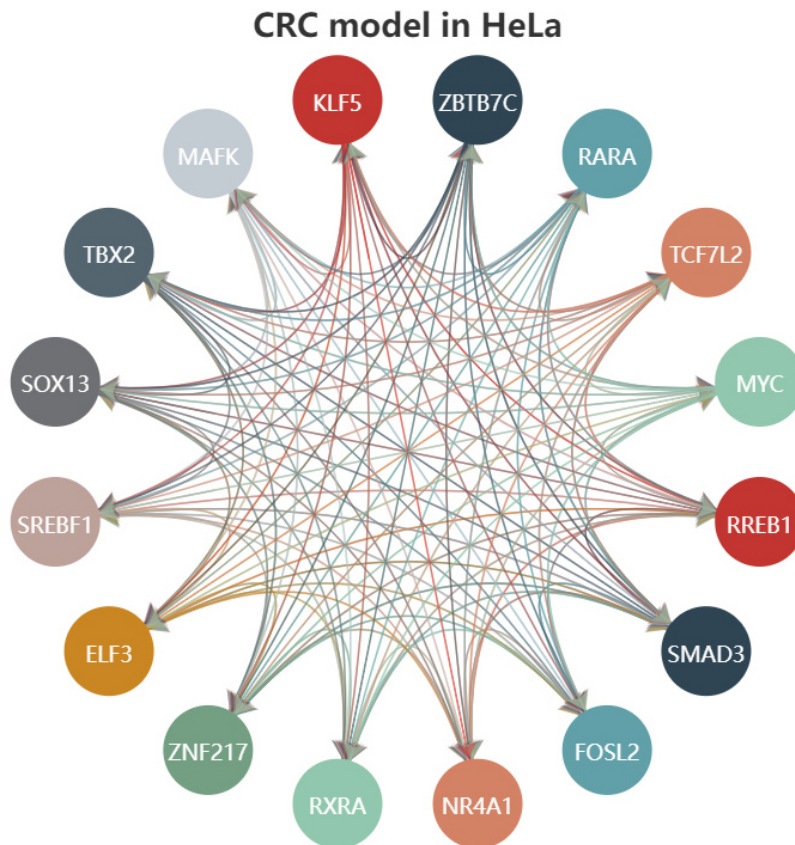 CRC model in HeLa
KLF5
ZBTB7C
MAFK
RARA
TBX2
TCF7L2
SOX13
MYC
SREBF1
RREB1
ELF3
SMAD3
ZNF217
FOSL2
RXRA
NR4A1